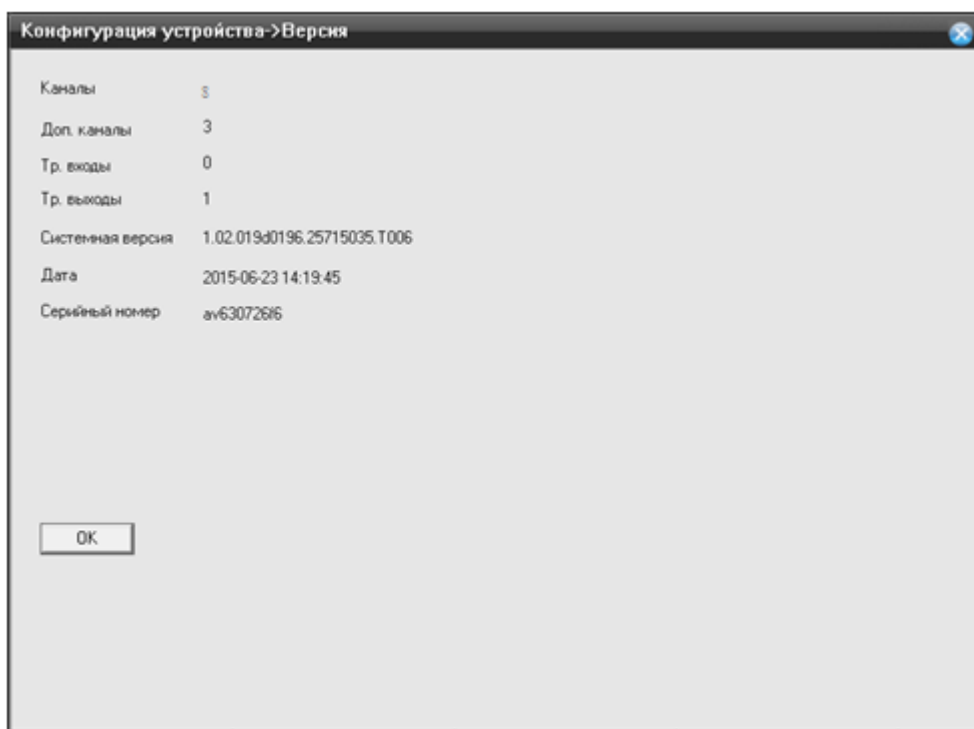 Конфигурация устройства->Версия
Каналы
Доп. каналы 3
Тр. входы 0
Тр. выходы 1
Системная версия 1.02.019d0196.25715035.T006
Дата 2015-06-23 14:19:45
Серийный номер
OK